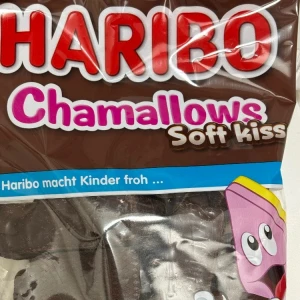 HARIBO
Chamallows
Soft kiss
Haribo macht Kinder froh ...